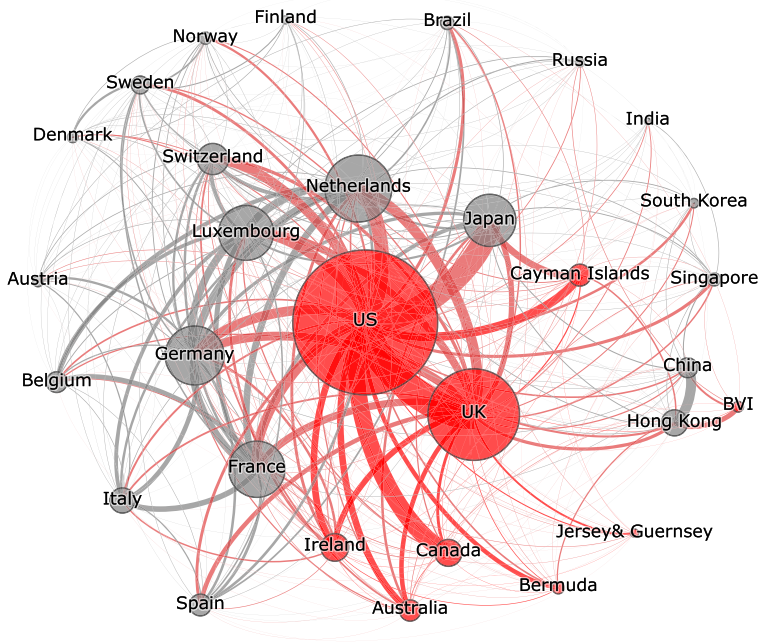 Finland
Brazil
Norway
Russia
Sweden
India
Denmark
Switzerland
Netherlands
South Korea
Japan
Luxembourg
Cayman Islands
Austria
Singapore
US
Germany
China
Belgium
BVI
UK
Hong Kong
France
Italy
Jersey& Guernsey
Ireland
Canada
Bermuda
Spain
Australia